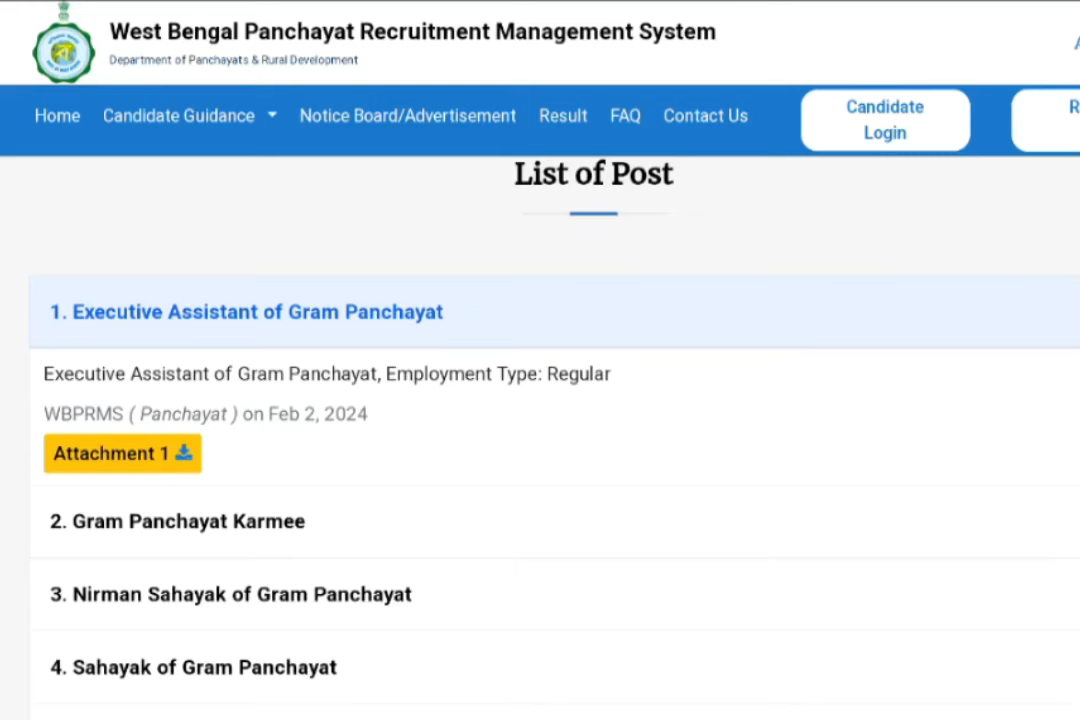 West Bengal Panchayat Recruitment Management System
Department of Panchayats & Rural Development
Home Candidate Guidance Notice Board/Advertisement Result FAQ Contact Us
Candidate
Login
List of Post
1. Executive Assistant of Gram Panchayat
Executive Assistant of Gram Panchayat, Employment Type: Regular
WBPRMS ( Panchayat ) on Feb 2, 2024
Attachment 1
2. Gram Panchayat Karmee
3. Nirman Sahayak of Gram Panchayat
4. Sahayak of Gram Panchayat